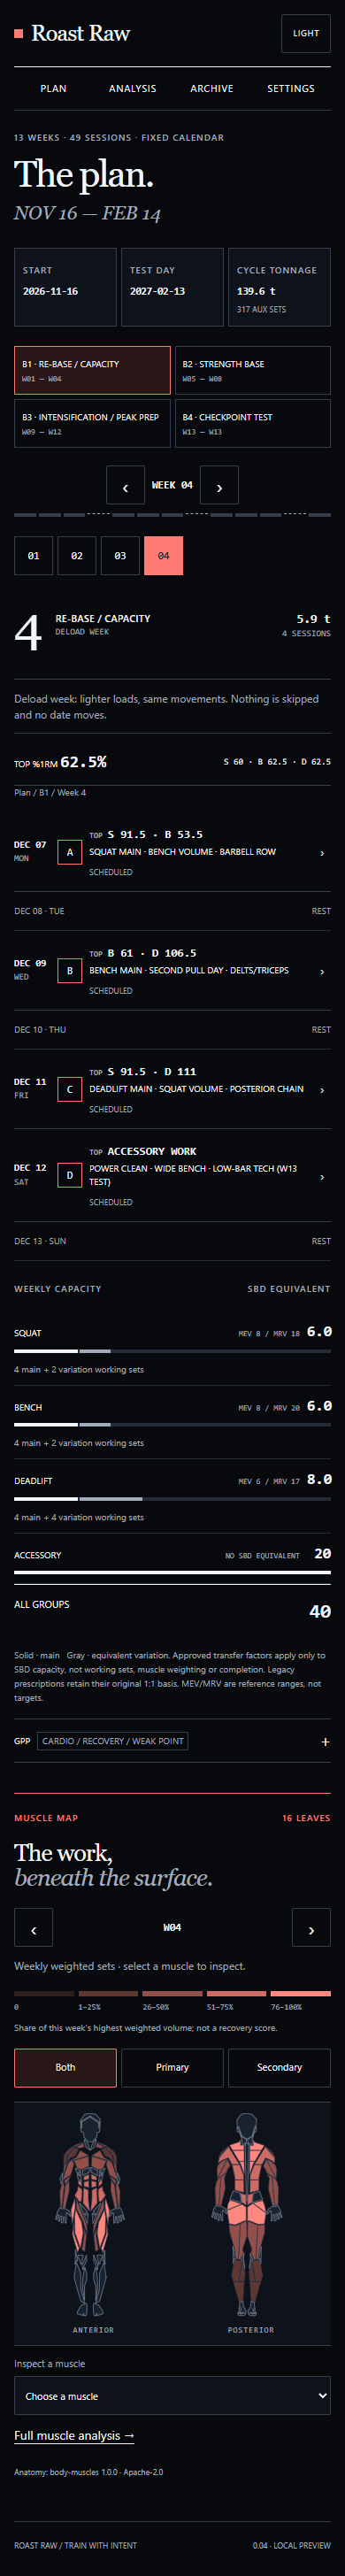 Roast Raw
LIGHT
PLAN ANALYSIS ARCHIVE SETTINGS
13 WEEKS · 49 SESSIONS · FIXED CALENDAR
The plan.
NOV 16 — FEB 14
START
2026-11-16
TEST DAY
2027-02-13
CYCLE TONNAGE
139.6 t
317 AUX SETS
B1 · RE-BASE / CAPACITY
W01 — W04
B2 · STRENGTH BASE
W05 — W08
B3 · INTENSIFICATION / PEAK PREP
W09 — W12
B4 · CHECKPOINT TEST
W13 — W13
‹ WEEK 04 ›
01 02 03 04
4
RE-BASE / CAPACITY
DELOAD WEEK
5.9 t
4 SESSIONS
Deload week: lighter loads, same movements. Nothing is skipped
and no date moves.
TOP %1RM 62.5%
S 60 · B 62.5 · D 62.5
Plan / B1 / Week 4
DEC 07
MON
A
TOP S 91.5 · B 53.5
SQUAT MAIN · BENCH VOLUME · BARBELL ROW
SCHEDULED
›
DEC 08 · TUE REST
DEC 09
WED
B
TOP B 61 · D 106.5
BENCH MAIN · SECOND PULL DAY · DELTS/TRICEPS
SCHEDULED
›
DEC 10 · THU REST
DEC 11
FRI
C
TOP S 91.5 · D 111
DEADLIFT MAIN · SQUAT VOLUME · POSTERIOR CHAIN
SCHEDULED
›
DEC 12
SAT
D
TOP ACCESSORY WORK
POWER CLEAN · WIDE BENCH · LOW-BAR TECH (W13
TEST)
SCHEDULED
›
DEC 13 · SUN REST
WEEKLY CAPACITY SBD EQUIVALENT
SQUAT MEV 8 / MRV 18 6.0
4 main + 2 variation working sets
BENCH MEV 8 / MRV 20 6.0
4 main + 2 variation working sets
DEADLIFT MEV 6 / MRV 17 8.0
4 main + 4 variation working sets
ACCESSORY NO SBD EQUIVALENT 20
ALL GROUPS 40
Solid · main Gray · equivalent variation. Approved transfer factors apply only to
SBD capacity, not working sets, muscle weighting or completion. Legacy
prescriptions retain their original 1:1 basis. MEV/MRV are reference ranges, not
targets.
GPP CARDIO / RECOVERY / WEAK POINT +
MUSCLE MAP 16 LEAVES
The work,
beneath the surface.
‹ W04 ›
Weekly weighted sets · select a muscle to inspect.
0 1–25% 26–50% 51–75% 76–100%
Share of this week's highest weighted volume; not a recovery score.
Both Primary Secondary
ANTERIOR POSTERIOR
Inspect a muscle
Choose a muscle
Full muscle analysis →
Anatomy: body-muscles 1.0.0 · Apache-2.0
ROAST RAW / TRAIN WITH INTENT 0.04 · LOCAL PREVIEW